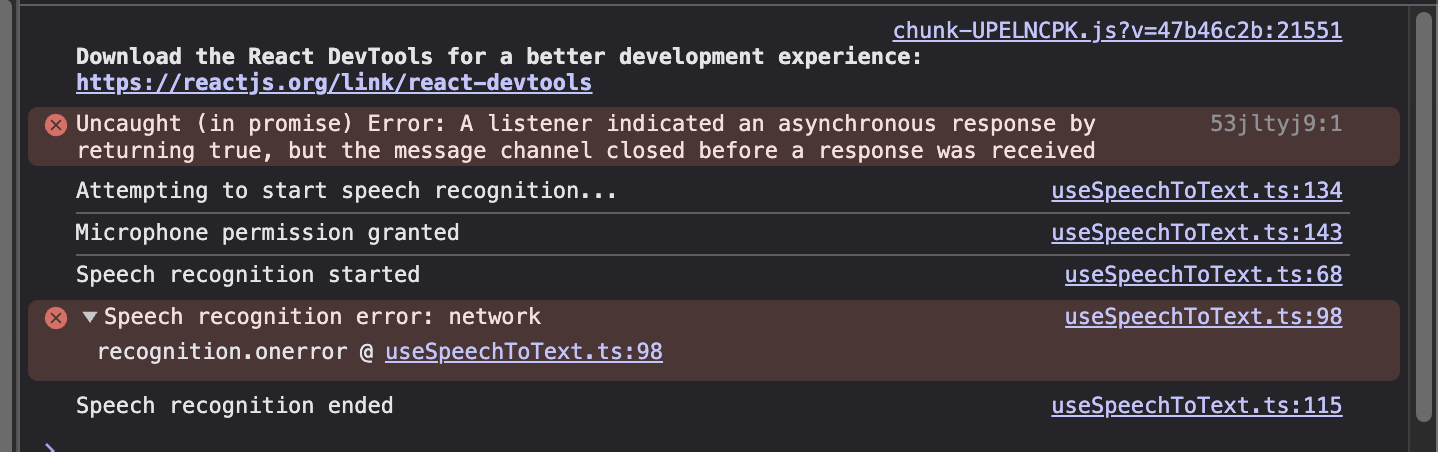 chunk-UPELNCPK.js?v=47b46c2b:21551
Download the React DevTools for a better development experience:
https://reactjs.org/link/react-devtools
Uncaught (in promise) Error: A listener indicated an asynchronous response by 53jltyj9:1
returning true, but the message channel closed before a response was received
Attempting to start speech recognition... useSpeechToText.ts:134
Microphone permission granted useSpeechToText.ts:143
Speech recognition started useSpeechToText.ts:68
Speech recognition error: network useSpeechToText.ts:98
recognition.onerror @ useSpeechToText.ts:98
Speech recognition ended useSpeechToText.ts:115